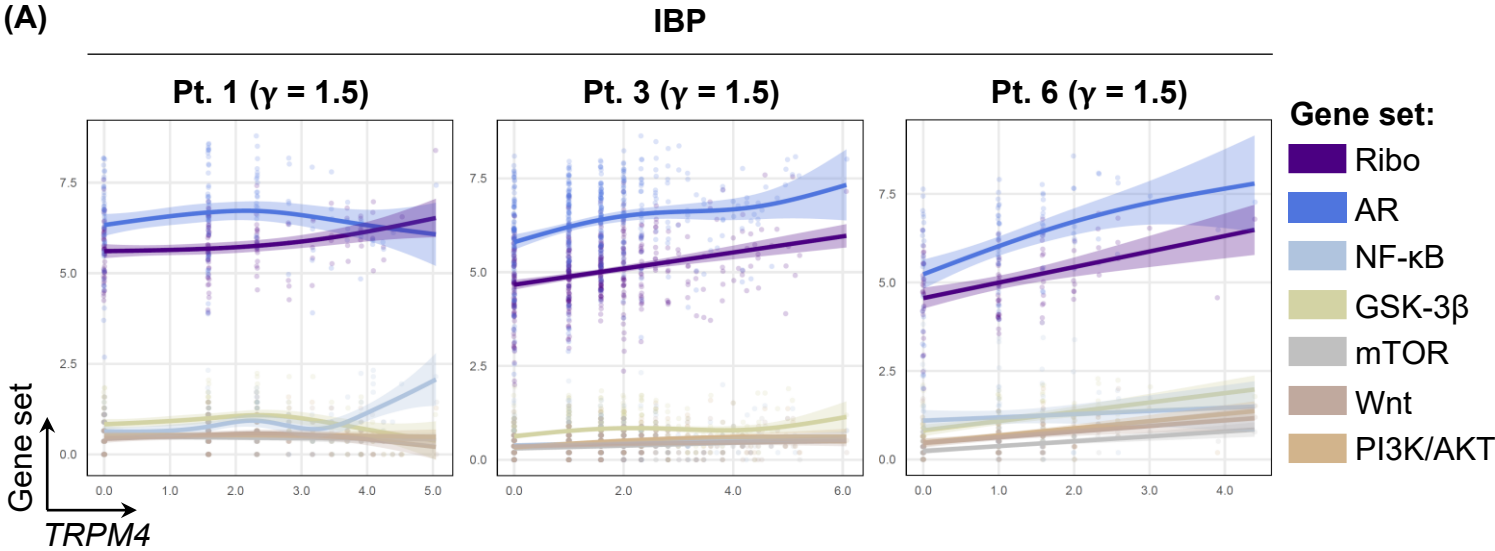 (A)
IBP
Pt. 1 (γ = 1.5)
Pt. 3 (γ = 1.5)
Pt. 6 (γ = 1.5)
Gene set:
Ribo
AR
NF-κB
GSK-3β
mTOR
Wnt
PI3K/AKT
7.5
5.0
2.5
0.0
0.0 1.0 2.0 3.0 4.0 5.0
7.5
5.0
2.5
0.0
0.0 2.0 4.0 6.0
7.5
5.0
2.5
0.0
0.0 1.0 2.0 3.0 4.0
Gene set
TRPM4